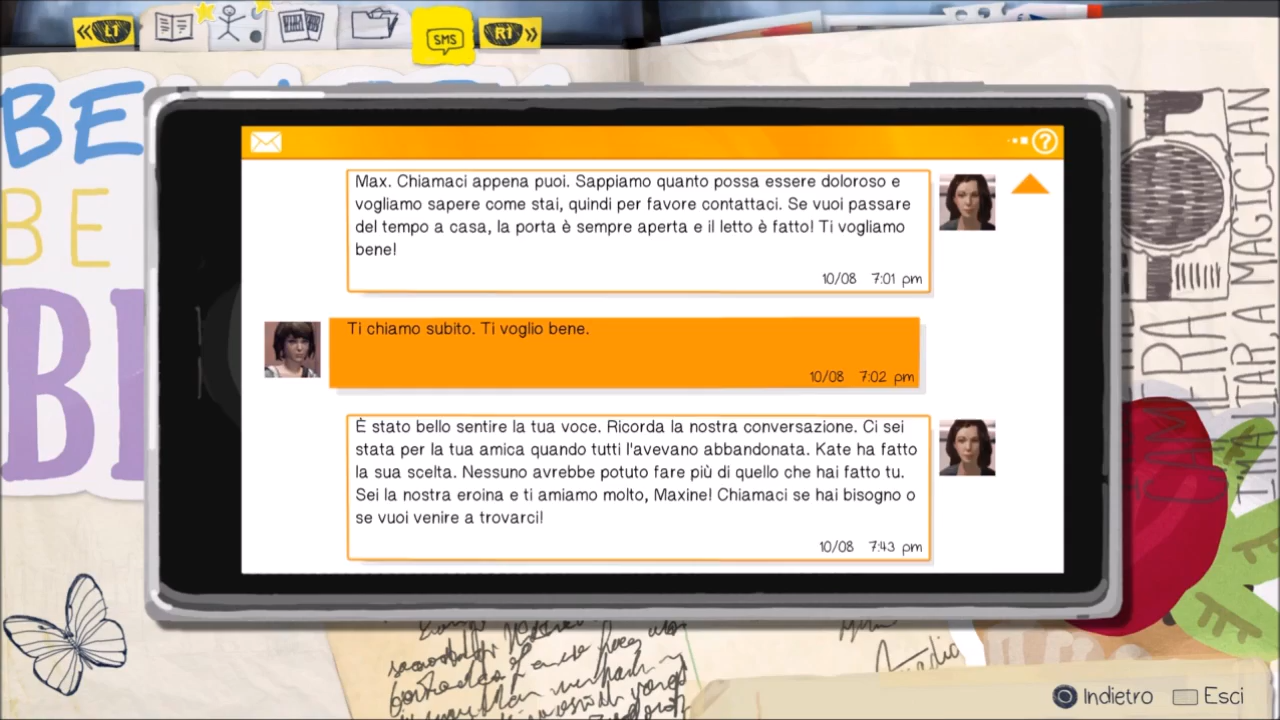 L1
SMS
R1
Max. Chiamaci appena puoi. Sappiamo quanto possa essere doloroso e
vogliamo sapere come stai, quindi per favore contattaci. Se vuoi passare
del tempo a casa, la porta è sempre aperta e il letto è fatto! Ti vogliamo
bene!
10/08 7:01 pm
Ti chiamo subito. Ti voglio bene.
10/08 7:02 pm
È stato bello sentire la tua voce. Ricorda la nostra conversazione. Ci sei
stata per la tua amica quando tutti l'avevano abbandonata. Kate ha fatto
la sua scelta. Nessuno avrebbe potuto fare più di quello che hai fatto tu.
Sei la nostra eroina e ti amiamo molto, Maxine! Chiamaci se hai bisogno o
se vuoi venire a trovarci!
10/08 7:43 pm
BE
BE
MAGICIAN
Indietro
Esci